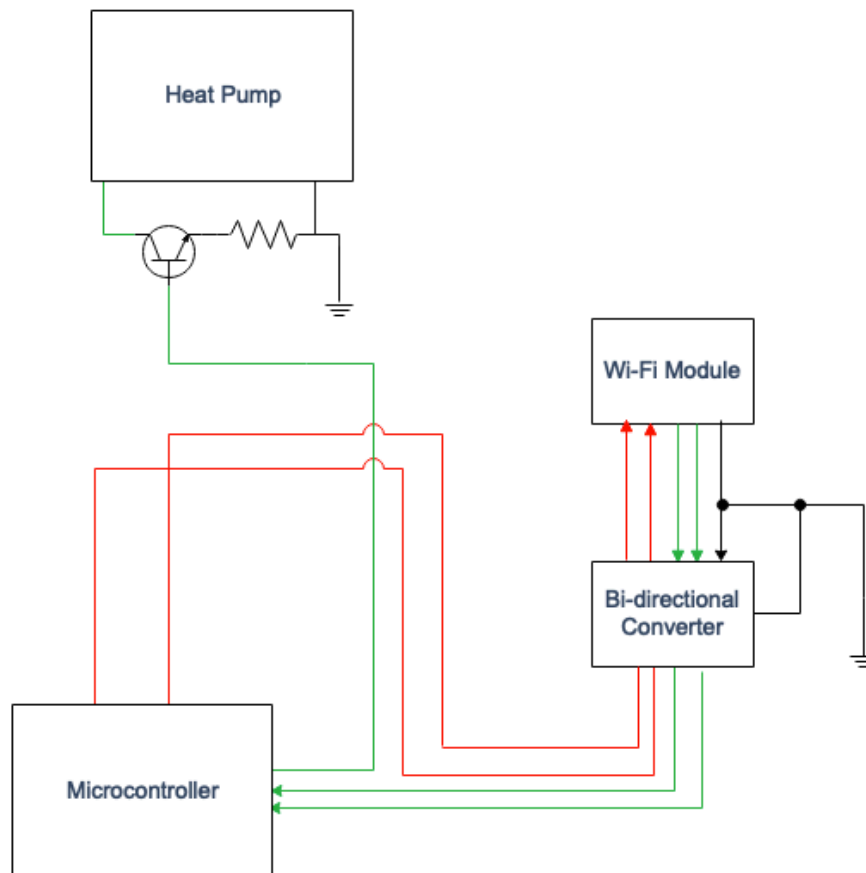 Heat Pump
Wi-Fi Module
Bi-directional
Converter
Microcontroller